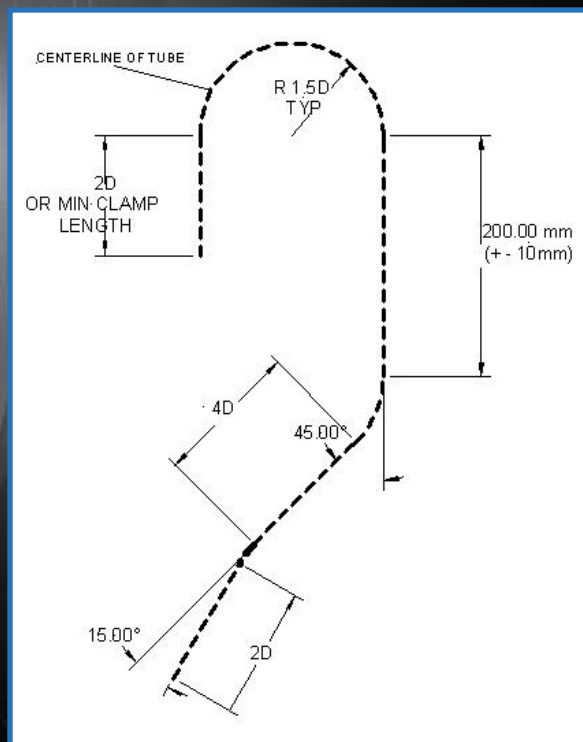 CENTERLINE OF TUBE
R 1.5D
TYP
2D
OR MIN·CLAMP
LENGTH
200.00 mm
(+ - 10mm)
4D
45.00°
15.00°
2D